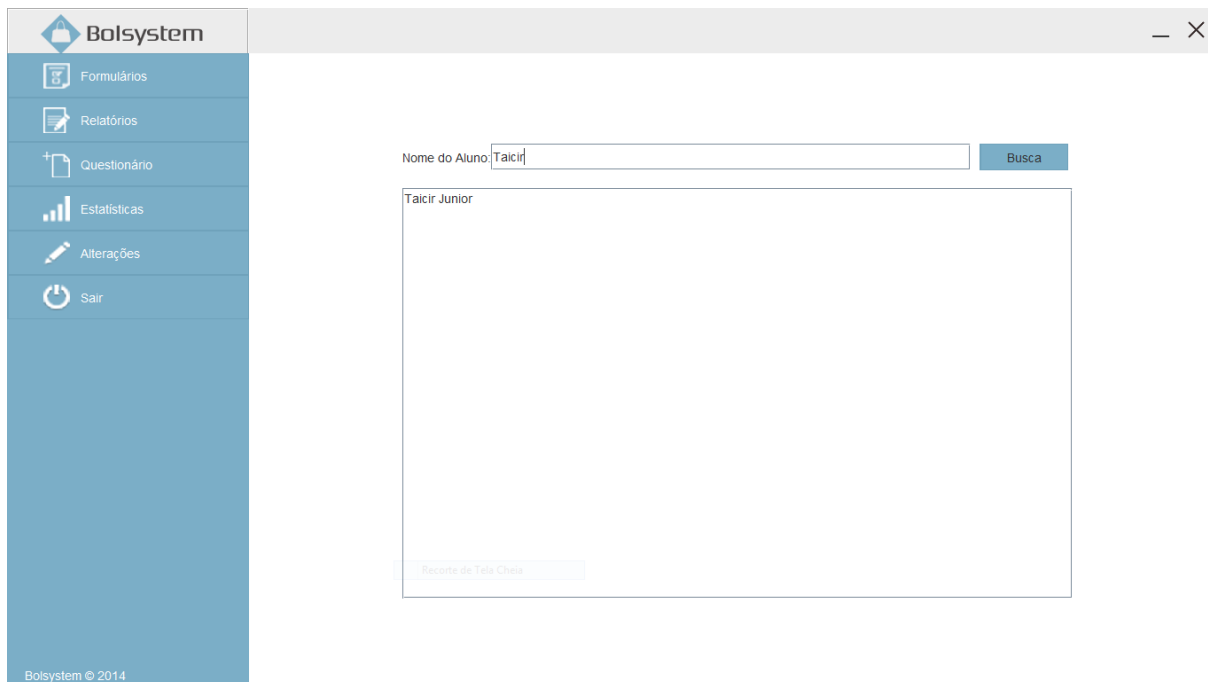 Bolsystem
Formulários
Relatórios
Questionário
Estatísticas
Alterações
Sair
Nome do Aluno: Taicir Busca
Taicir Junior
Recorte de Tela Cheia
Bolsystem © 2014